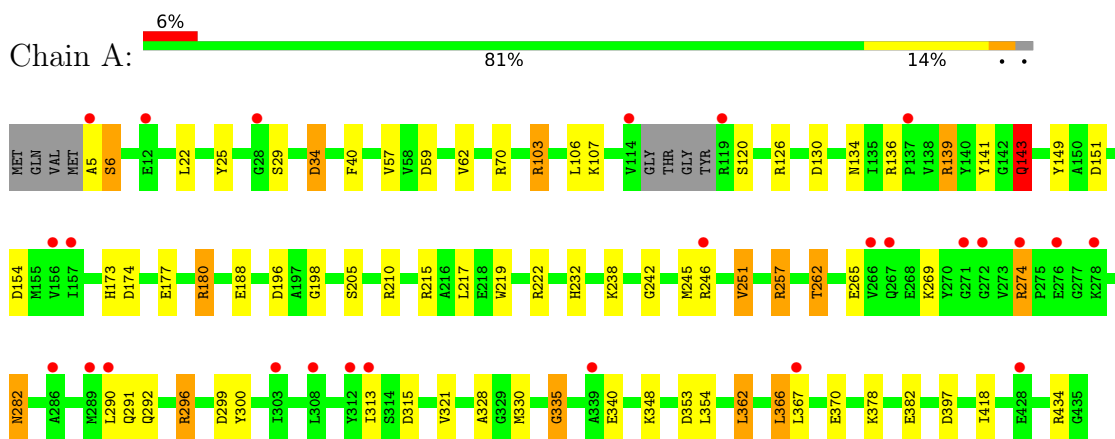 6%
Chain A:
81% 14% • •
MET GLN VAL MET A5 S6 E12 L22 Y25 G28 S29 D34 F40 V57 V58 D59 V62 R70 R103 L106 K107 V114 GLY THR GLY TYR R119 S120 R126 D130 N134 I135 R136 P137 V138 R139 Y140 Y141 G142 Q143 Y149 A150 D151
D154 M155 V156 I157 H173 D174 E177 R180 E188 D196 A197 G198 S205 R210 R215 A216 L217 E218 W219 R222 H232 K238 G242 M245 R246 V251 R257 T262 E265 V266 Q267 E268 K269 Y270 G271 G272 V273 R274 P275 E276 G277 K278
N282 A286 M289 L290 Q291 Q292 R296 D299 Y300 I303 L308 Y312 I313 S314 D315 V321 A328 G329 M330 G335 A339 E340 K348 D353 L354 L362 L366 L367 E370 K378 E382 D397 I418 E428 R434 G435